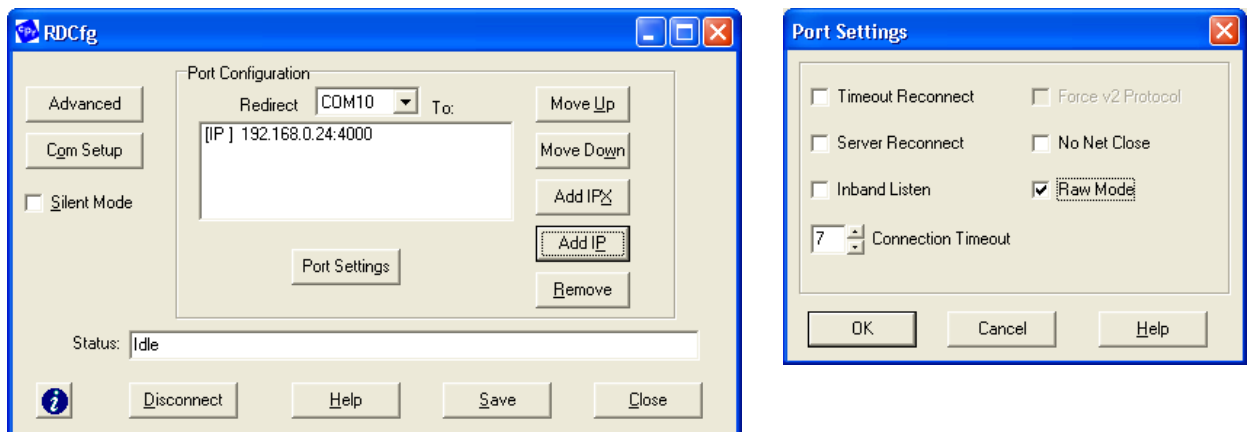 RDCfg
Port Configuration
Advanced
Redirect COM10 To:
Move Up
[IP ] 192.168.0.24:4000
Com Setup
Move Down
Silent Mode
Add IPX
Add IP
Port Settings
Remove
Status: Idle
Disconnect Help Save Close
Port Settings
Timeout Reconnect Force v2 Protocol
Server Reconnect No Net Close
Inband Listen Raw Mode
7 Connection Timeout
OK Cancel Help